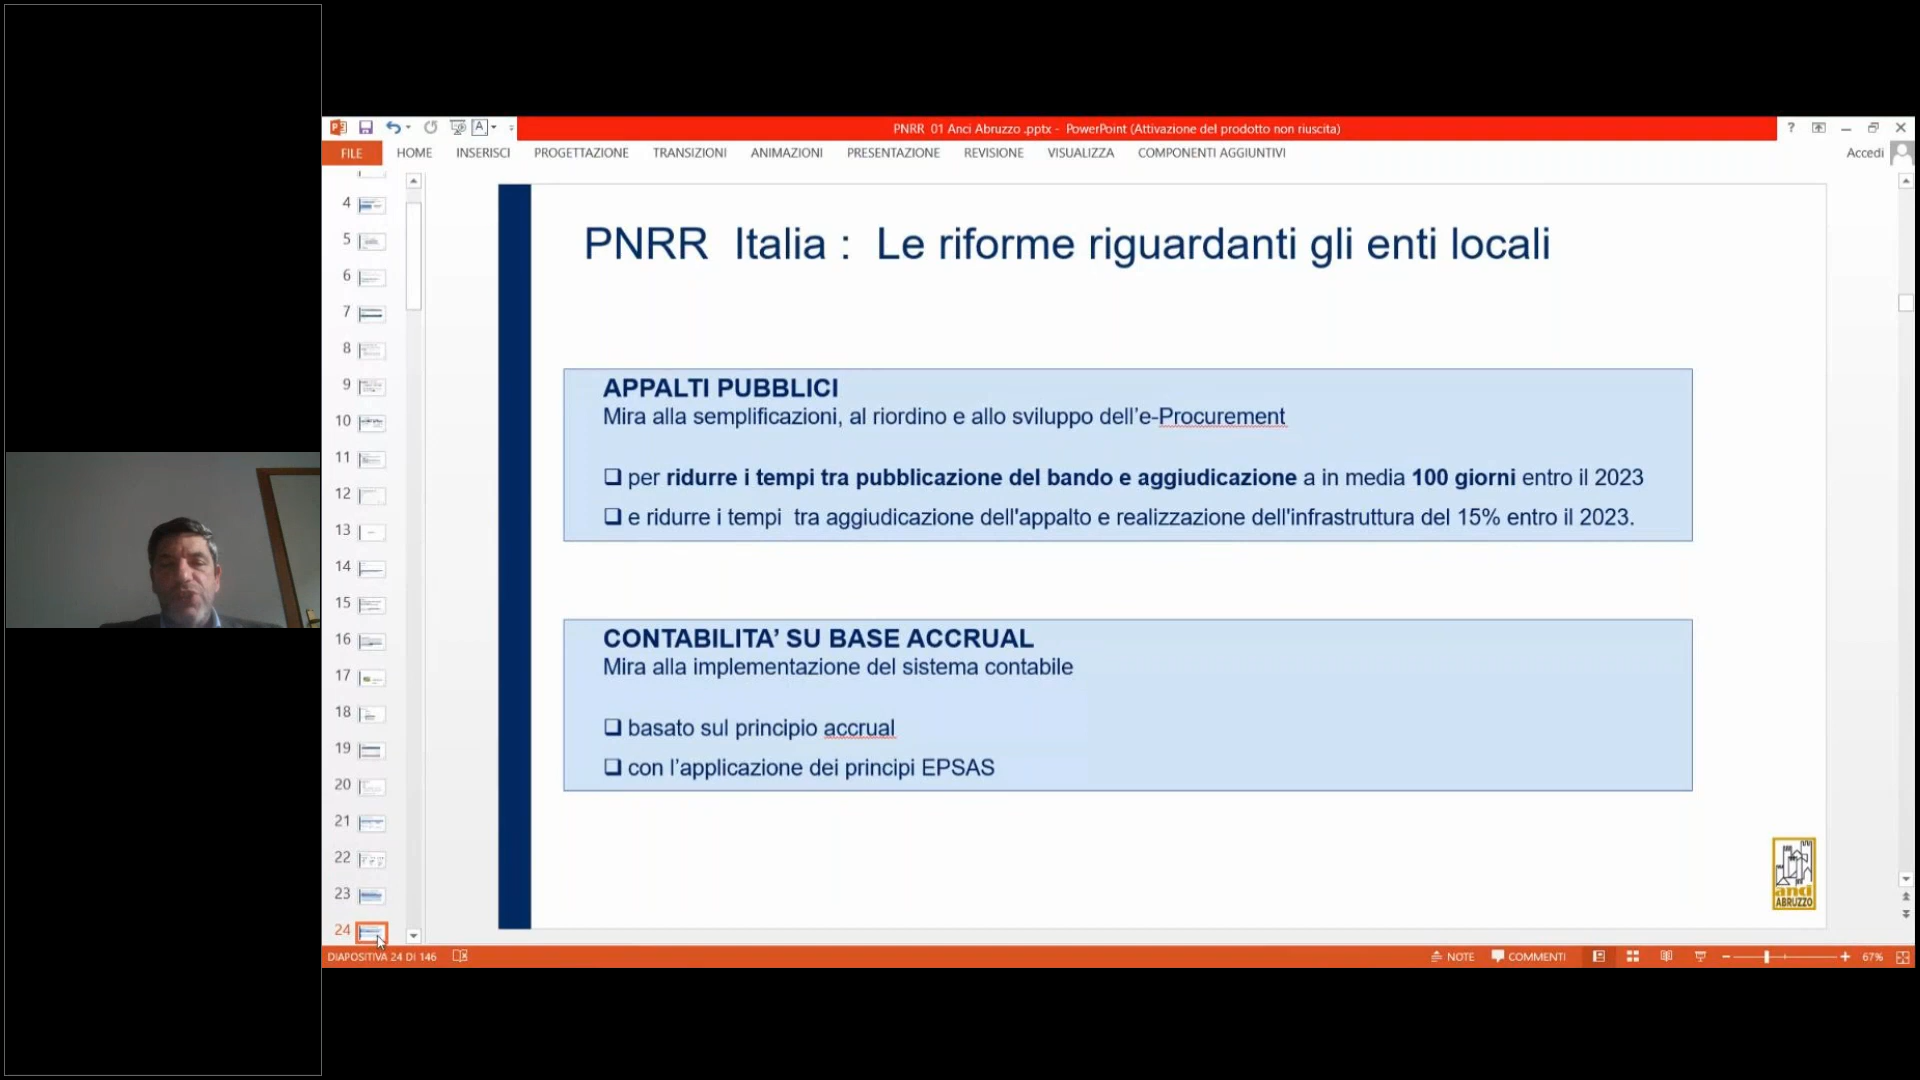 PNRR 01 Anci Abruzzo .pptx - PowerPoint (Attivazione del prodotto non riuscita)
FILE HOME INSERISCI PROGETTAZIONE TRANSIZIONI ANIMAZIONI PRESENTAZIONE REVISIONE VISUALIZZA COMPONENTI AGGIUNTIVI Accedi
4
5
6
7
8
9
10
11
12
13
14
15
16
17
18
19
20
21
22
23
24
PNRR Italia : Le riforme riguardanti gli enti locali
APPALTI PUBBLICI
Mira alla semplificazioni, al riordino e allo sviluppo dell’e-Procurement
❑ per ridurre i tempi tra pubblicazione del bando e aggiudicazione a in media 100 giorni entro il 2023
❑ e ridurre i tempi tra aggiudicazione dell'appalto e realizzazione dell'infrastruttura del 15% entro il 2023.
CONTABILITA’ SU BASE ACCRUAL
Mira alla implementazione del sistema contabile
❑ basato sul principio accrual
❑ con l’applicazione dei principi EPSAS
anci
ABRUZZO
DIAPOSITIVA 24 DI 146 NOTE COMMENTI 67%